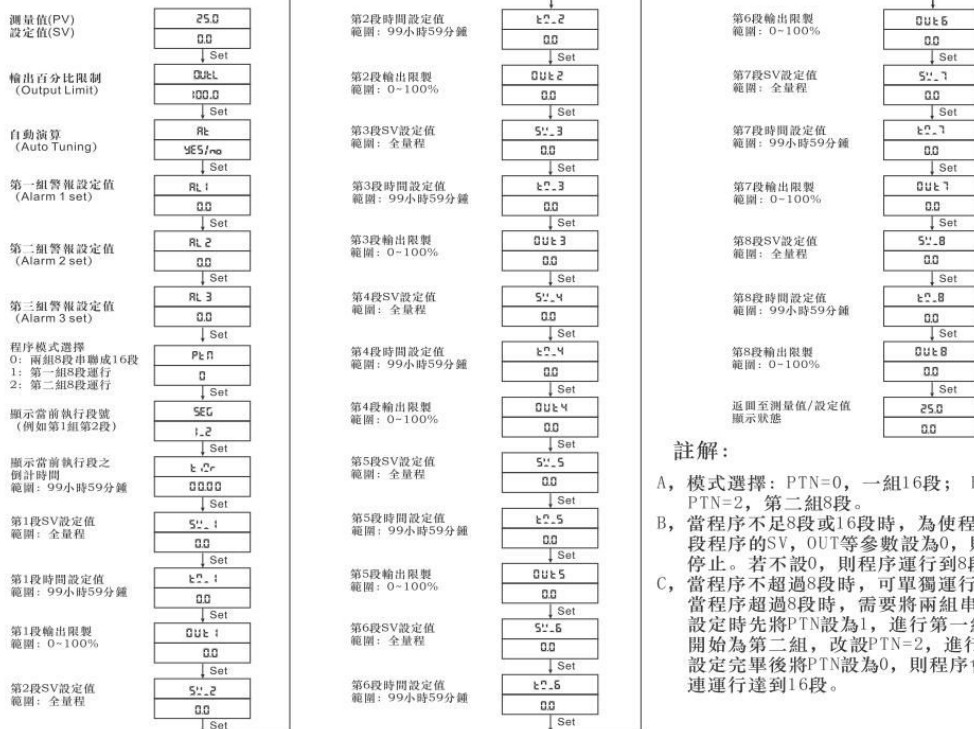 測量值(PV)
設定值(SV)
25.0
0.0
Set
輸出百分比限制
(Output Limit)
OUtL
100.0
Set
自動演算
(Auto Tuning)
At
YES/no
Set
第一組警報設定值
(Alarm 1 set)
AL 1
0.0
Set
第二組警報設定值
(Alarm 2 set)
AL 2
0.0
Set
第三組警報設定值
(Alarm 3 set)
AL 3
0.0
Set
程序模式選擇
0: 兩組8段串聯成16段
1: 第一組8段運行
2: 第二組8段運行
Ptn
0
Set
顯示當前執行段號
(例如第1組第2段)
SEG
1_2
Set
顯示當前執行段之
倒計時間
範圍: 99小時59分鍾
00.00
Set
第1段SV設定值
範圍: 全量程
SV_1
0.0
Set
第1段時間設定值
範圍: 99小時59分鍾
tM_1
0.0
Set
第1段輸出限製
範圍: 0~100%
OUt 1
0.0
Set
第2段SV設定值
範圍: 全量程
SV_2
0.0
Set
第2段時間設定值
範圍: 99小時59分鍾
tM_2
0.0
Set
第2段輸出限製
範圍: 0~100%
OUt 2
0.0
Set
第3段SV設定值
範圍: 全量程
SV_3
0.0
Set
第3段時間設定值
範圍: 99小時59分鍾
tM_3
0.0
Set
第3段輸出限製
範圍: 0~100%
OUt 3
0.0
Set
第4段SV設定值
範圍: 全量程
SV_4
0.0
Set
第4段時間設定值
範圍: 99小時59分鍾
tM_4
0.0
Set
第4段輸出限製
範圍: 0~100%
OUt 4
0.0
Set
第5段SV設定值
範圍: 全量程
SV_5
0.0
Set
第5段時間設定值
範圍: 99小時59分鍾
tM_5
0.0
Set
第5段輸出限製
範圍: 0~100%
OUt 5
0.0
Set
第6段SV設定值
範圍: 全量程
SV_6
0.0
Set
第6段時間設定值
範圍: 99小時59分鍾
tM_6
0.0
Set
第6段輸出限製
範圍: 0~100%
OUt 6
0.0
Set
第7段SV設定值
範圍: 全量程
SV_7
0.0
Set
第7段時間設定值
範圍: 99小時59分鍾
tM_7
0.0
Set
第7段輸出限製
範圍: 0~100%
OUt 7
0.0
Set
第8段SV設定值
範圍: 全量程
SV_8
0.0
Set
第8段時間設定值
範圍: 99小時59分鍾
tM_8
0.0
Set
第8段輸出限製
範圍: 0~100%
OUt 8
0.0
Set
返回至測量值/設定值
顯示狀態
25.0
0.0
註解:
A, 模式選擇: PTN=0, 一組16段;
PTN=2, 第二組8段。
B, 當程序不足8段或16段時, 為使程
段程序的SV, OUT等參數設為0,
停止。若不設0, 則程序運行到8
C, 當程序不超過8段時, 可單獨運行
當程序超過8段時, 需要將兩組串
設定時先將PTN設為1, 進行第一
開始為第二組, 改設PTN=2, 進行
設定完畢後將PTN設為0, 則程序
連運行達到16段。